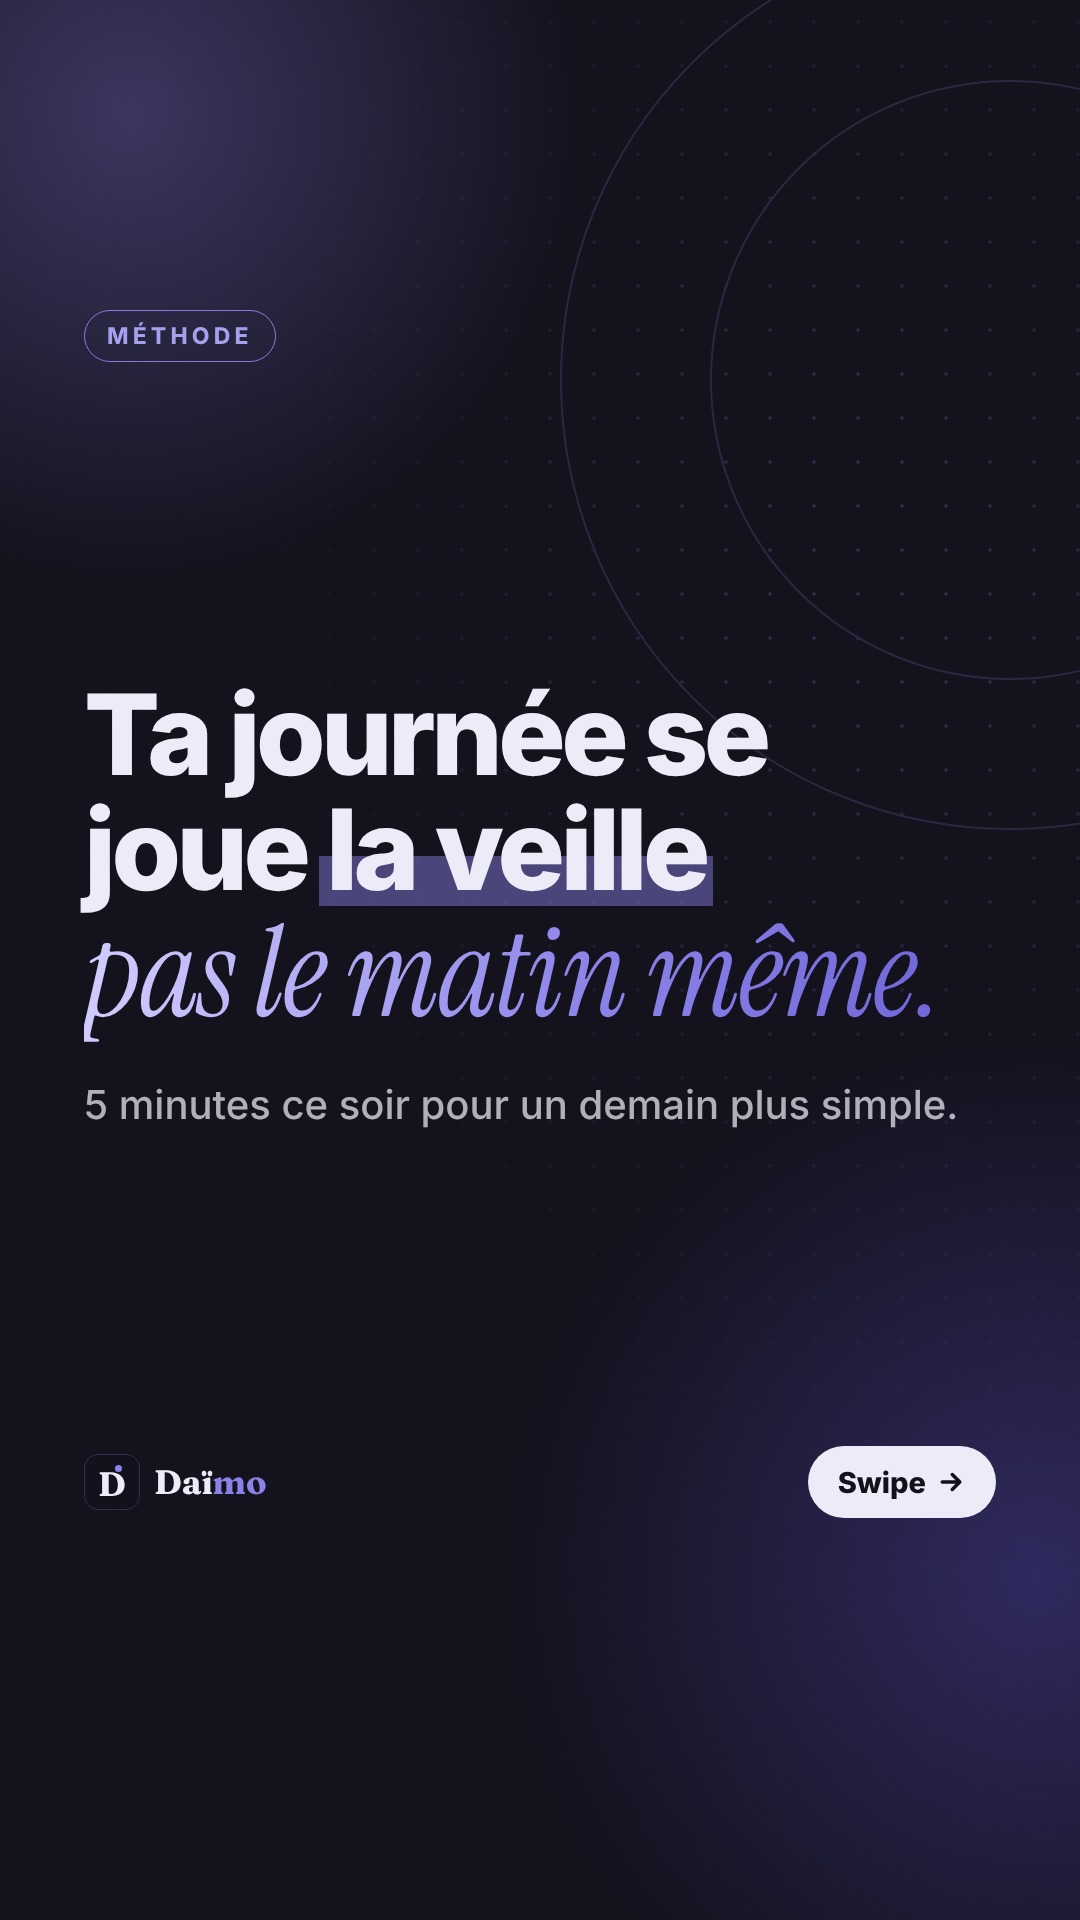 MÉTHODE
Ta journée se
joue la veille
pas le matin même.
5 minutes ce soir pour un demain plus simple.
D Daïmo
Swipe →